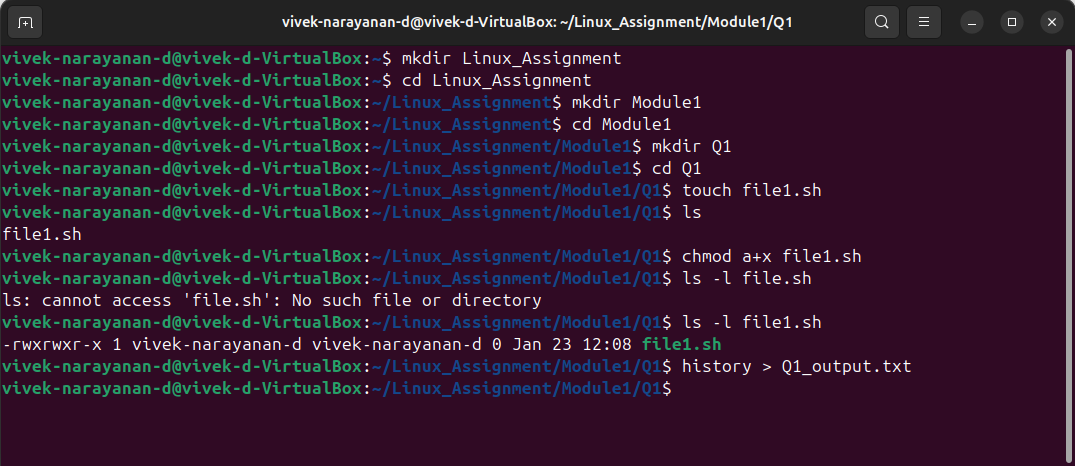 vivek-narayanan-d@vivek-d-VirtualBox: ~/Linux_Assignment/Module1/Q1
vivek-narayanan-d@vivek-d-VirtualBox:~$ mkdir Linux_Assignment
vivek-narayanan-d@vivek-d-VirtualBox:~$ cd Linux_Assignment
vivek-narayanan-d@vivek-d-VirtualBox:~/Linux_Assignment$ mkdir Module1
vivek-narayanan-d@vivek-d-VirtualBox:~/Linux_Assignment$ cd Module1
vivek-narayanan-d@vivek-d-VirtualBox:~/Linux_Assignment/Module1$ mkdir Q1
vivek-narayanan-d@vivek-d-VirtualBox:~/Linux_Assignment/Module1$ cd Q1
vivek-narayanan-d@vivek-d-VirtualBox:~/Linux_Assignment/Module1/Q1$ touch file1.sh
vivek-narayanan-d@vivek-d-VirtualBox:~/Linux_Assignment/Module1/Q1$ ls
file1.sh
vivek-narayanan-d@vivek-d-VirtualBox:~/Linux_Assignment/Module1/Q1$ chmod a+x file1.sh
vivek-narayanan-d@vivek-d-VirtualBox:~/Linux_Assignment/Module1/Q1$ ls -l file.sh
ls: cannot access 'file.sh': No such file or directory
vivek-narayanan-d@vivek-d-VirtualBox:~/Linux_Assignment/Module1/Q1$ ls -l file1.sh
-rwxrwxr-x 1 vivek-narayanan-d vivek-narayanan-d 0 Jan 23 12:08 file1.sh
vivek-narayanan-d@vivek-d-VirtualBox:~/Linux_Assignment/Module1/Q1$ history > Q1_output.txt
vivek-narayanan-d@vivek-d-VirtualBox:~/Linux_Assignment/Module1/Q1$